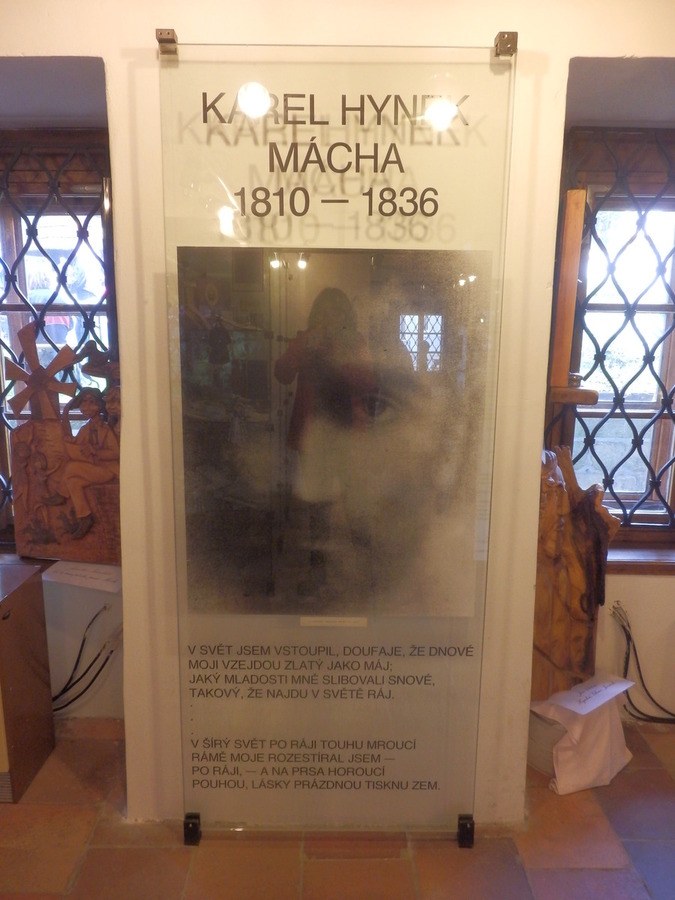 KAREL HYNEK
MÁCHA
1810 — 1836
V SVĚT JSEM VSTOUPIL, DOUFAJE, ŽE DNOVÉ
MOJI VZEJDOU ZLATÝ JAKO MÁJ;
JAKÝ MLADOSTI MNĚ SLIBOVALI SNOVÉ,
TAKOVÝ, ŽE NAJDU V SVĚTĚ RÁJ.
.
.
V ŠÍRÝ SVĚT PO RÁJI TOUHU MROUCÍ
RÁMĚ MOJE ROZESTÍRAL JSEM —
PO RÁJI, — A NA PRSA HOROUCÍ
POUHOU, LÁSKY PRÁZDNOU TISKNU ZEM.